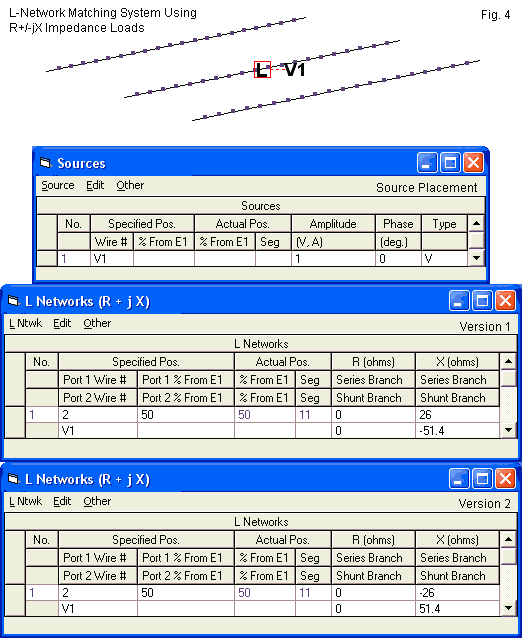 L-Network Matching System Using
R+/-jX Impedance Loads
Fig. 4
L V1
Sources
Source Edit Other
Source Placement
Sources
No. Specified Pos. Actual Pos. Amplitude Phase Type
Wire # % From E1 % From E1 Seg (V, A) (deg.)
1 V1 1 0 V
L Networks (R + j X)
L Ntwk Edit Other
Version 1
L Networks
No. Specified Pos. Actual Pos. R (ohms) X (ohms)
Port 1 Wire # Port 1 % From E1 % From E1 Seg Series Branch Series Branch
Port 2 Wire # Port 2 % From E1 % From E1 Seg Shunt Branch Shunt Branch
1 2 50 50 11 0 26
V1 0 -51.4
L Networks (R + j X)
L Ntwk Edit Other
Version 2
L Networks
No. Specified Pos. Actual Pos. R (ohms) X (ohms)
Port 1 Wire # Port 1 % From E1 % From E1 Seg Series Branch Series Branch
Port 2 Wire # Port 2 % From E1 % From E1 Seg Shunt Branch Shunt Branch
1 2 50 50 11 0 -26
V1 0 51.4